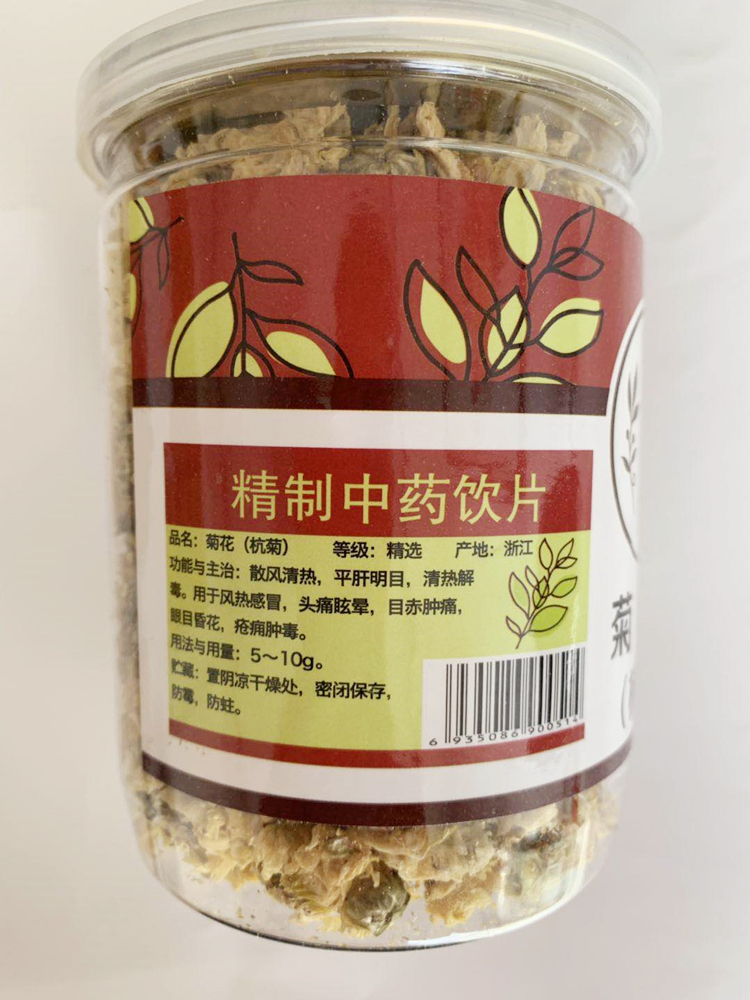 精制中药饮片
品名：菊花（杭菊） 等级：精选 产地：浙江
功能与主治：散风清热，平肝明目，清热解
毒。用于风热感冒，头痛眩晕，目赤肿痛，
眼目昏花，疮痈肿毒。
用法与用量：5～10g。
贮藏：置阴凉干燥处，密闭保存，
防霉，防蛀。
6 935086 900514
菊
（